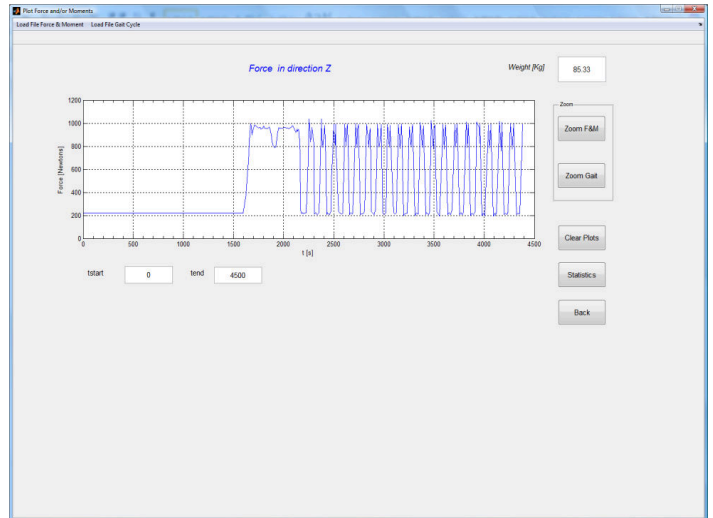 Plot Force and/or Moments
Load File Force & Moment Load File Gait Cycle
Force in direction Z
Weight [Kg]
85.33
1200
1000
800
600
400
200
0
Force [Newtons]
0 500 1000 1500 2000 2500 3000 3500 4000 4500
t [s]
tstart
0
tend
4500
Zoom
Zoom F&M
Zoom Gait
Clear Plots
Statistics
Back